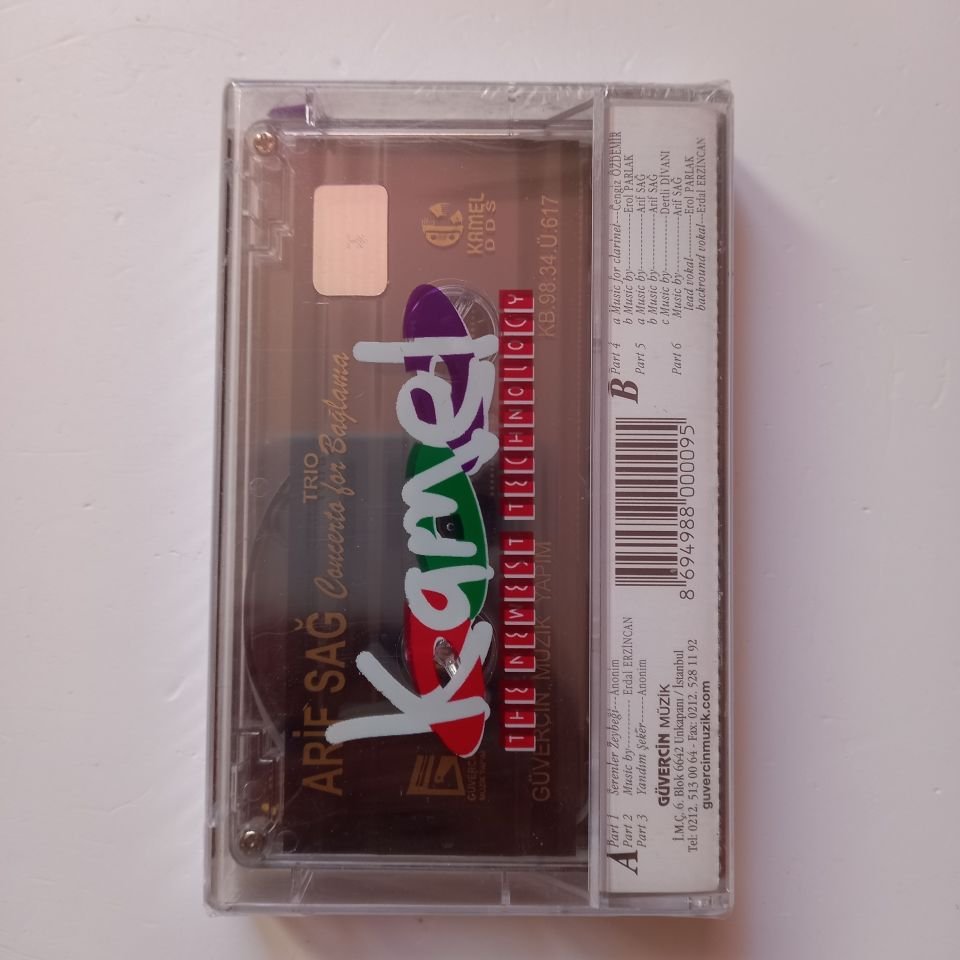 ARİF SAĞ TRIO
Concerto for Bağlama
Kamel
THE NEWEST TECHNOLOGY
KAMEL
DDS
GÜVERCİN
MÜZİK YAPIM
GÜVERCİN MÜZİK YAPIM
KB.98.34.Ü.617
A Part 1 Serenler Zeybeği---Anonim
Part 2 Music by----------- Erdal ERZİNCAN
Part 3 Yandım Şeker------Anonim
GÜVERCİN MÜZİK
İ.M.Ç. 6. Blok 6642 Unkapanı / İstanbul
Tel: 0212. 513 00 64 - Fax: 0212. 528 11 92
guvercinmuzik.com
8 694988 000095
B Part 4 a Music for clarinel---Cengiz ÖZDEMİR
b Music by-----------Erol PARLAK
Part 5 a Music by-----------Arif SAĞ
b Music by-----------Arif SAĞ
c Music by-----------Dertli DİVANİ
Part 6 Music by-----------Arif SAĞ
lead vokal-----------Erol PARLAK
backround vokal---Erdal ERZİNCAN